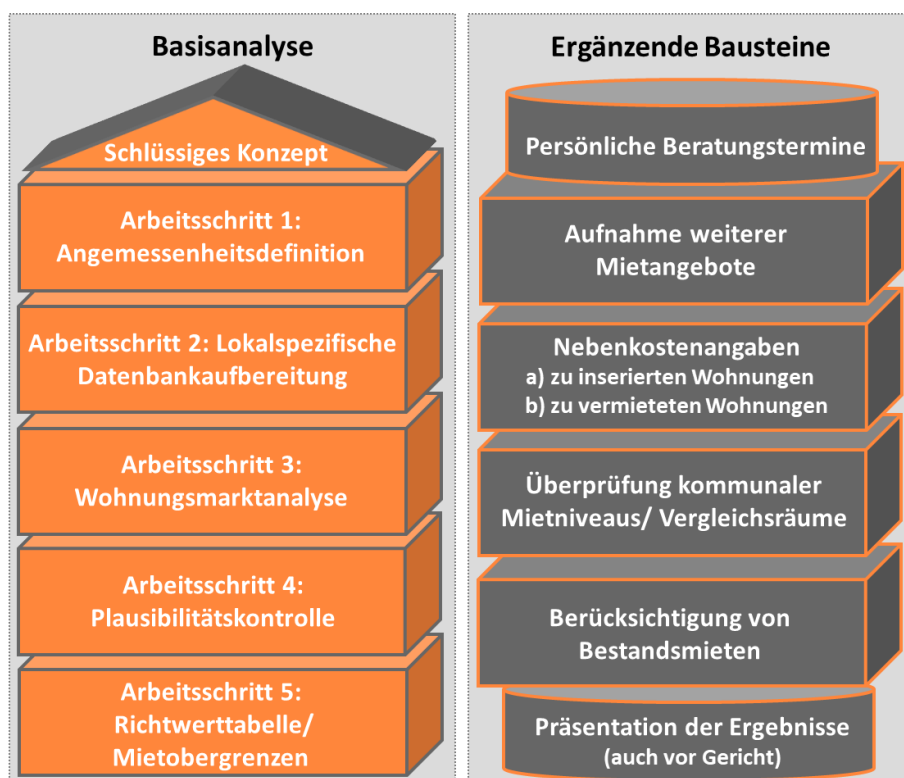 Basisanalyse
Schlüssiges Konzept
Arbeitsschritt 1:
Angemessenheitsdefinition
Arbeitsschritt 2: Lokalspezifische
Datenbankaufbereitung
Arbeitsschritt 3:
Wohnungsmarktanalyse
Arbeitsschritt 4:
Plausibilitätskontrolle
Arbeitsschritt 5:
Richtwerttabelle/
Mietobergrenzen
Ergänzende Bausteine
Persönliche Beratungstermine
Aufnahme weiterer
Mietangebote
Nebenkostenangaben
a) zu inserierten Wohnungen
b) zu vermieteten Wohnungen
Überprüfung kommunaler
Mietniveaus/ Vergleichsräume
Berücksichtigung von
Bestandsmieten
Präsentation der Ergebnisse
(auch vor Gericht)